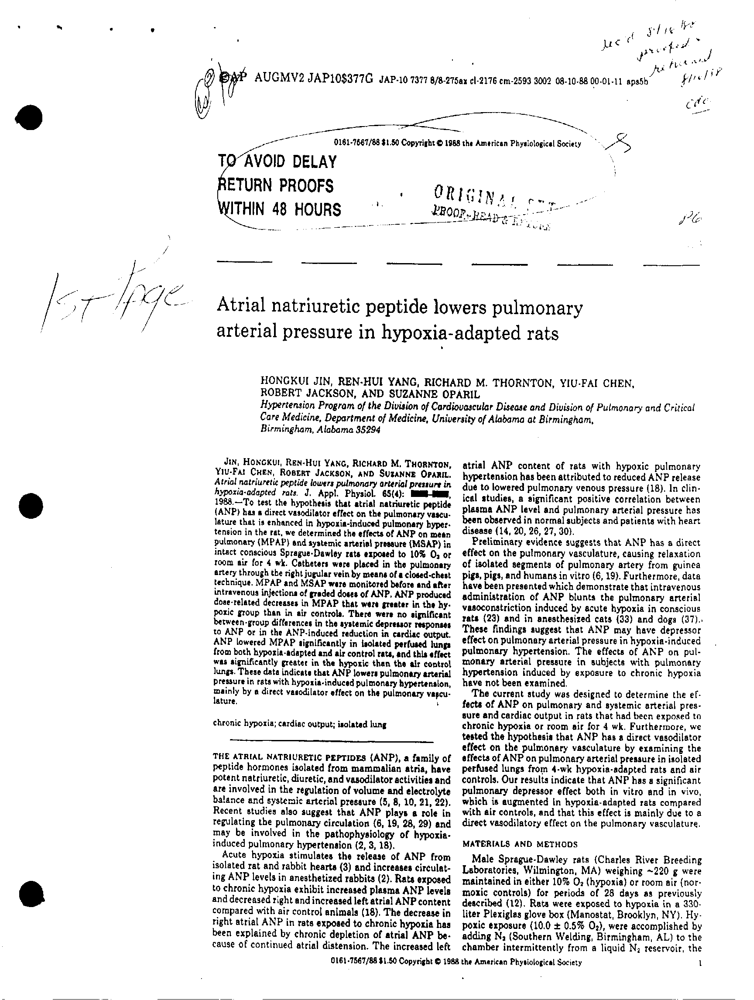 rec'd 8/16
returned
AUGMV2 JAP10$377G JAP-10 7377 8/8-275ax cl-2176 cm-2593 3002 08-10-88 00-01-11 aps5b
0161-7567/88 $1.50 Copyright © 1988 the American Physiological Society
TO AVOID DELAY
RETURN PROOFS
WITHIN 48 HOURS
ORIGINAL
PROOF-READ &
1st Page
Atrial natriuretic peptide lowers pulmonary
arterial pressure in hypoxia-adapted rats
HONGKUI JIN, REN-HUI YANG, RICHARD M. THORNTON, YIU-FAI CHEN,
ROBERT JACKSON, AND SUZANNE OPARIL
Hypertension Program of the Division of Cardiovascular Disease and Division of Pulmonary and Critical
Care Medicine, Department of Medicine, University of Alabama at Birmingham,
Birmingham, Alabama 35294
JIN, HONGKUI, REN-HUI YANG, RICHARD M. THORNTON,
YIU-FAI CHEN, ROBERT JACKSON, AND SUZANNE OPARIL.
Atrial natriuretic peptide lowers pulmonary arterial pressure in
hypoxia-adapted rats. J. Appl. Physiol. 65(4):
1988.—To test the hypothesis that atrial natriuretic peptide
(ANP) has a direct vasodilator effect on the pulmonary vascu-
lature that is enhanced in hypoxia-induced pulmonary hyper-
tension in the rat, we determined the effects of ANP on mean
pulmonary (MPAP) and systemic arterial pressure (MSAP) in
intact conscious Sprague-Dawley rats exposed to 10% O₂ or
room air for 4 wk. Catheters were placed in the pulmonary
artery through the right jugular vein by means of a closed-chest
technique. MPAP and MSAP were monitored before and after
intravenous injections of graded doses of ANP. ANP produced
dose-related decreases in MPAP that were greater in the hy-
poxic group than in air controls. There were no significant
between-group differences in the systemic depressor responses
to ANP or in the ANP-induced reduction in cardiac output.
ANP lowered MPAP significantly in isolated perfused lungs
from both hypoxia-adapted and air control rats, and this effect
was significantly greater in the hypoxic than the air control
lungs. These data indicate that ANP lowers pulmonary arterial
pressure in rats with hypoxia-induced pulmonary hypertension,
mainly by a direct vasodilator effect on the pulmonary vascu-
lature.
chronic hypoxia; cardiac output; isolated lung
THE ATRIAL NATRIURETIC PEPTIDES (ANP), a family of
peptide hormones isolated from mammalian atria, have
potent natriuretic, diuretic, and vasodilator activities and
are involved in the regulation of volume and electrolyte
balance and systemic arterial pressure (5, 8, 10, 21, 22).
Recent studies also suggest that ANP plays a role in
regulating the pulmonary circulation (6, 19, 28, 29) and
may be involved in the pathophysiology of hypoxia-
induced pulmonary hypertension (2, 3, 18).
Acute hypoxia stimulates the release of ANP from
isolated rat and rabbit hearts (3) and increases circulat-
ing ANP levels in anesthetized rabbits (2). Rats exposed
to chronic hypoxia exhibit increased plasma ANP levels
and decreased right and increased left atrial ANP content
compared with air control animals (18). The decrease in
right atrial ANP in rats exposed to chronic hypoxia has
been explained by chronic depletion of atrial ANP be-
cause of continued atrial distension. The increased left
atrial ANP content of rats with hypoxic pulmonary
hypertension has been attributed to reduced ANP release
due to lowered pulmonary venous pressure (18). In clin-
ical studies, a significant positive correlation between
plasma ANP level and pulmonary arterial pressure has
been observed in normal subjects and patients with heart
disease (14, 20, 26, 27, 30).
Preliminary evidence suggests that ANP has a direct
effect on the pulmonary vasculature, causing relaxation
of isolated segments of pulmonary artery from guinea
pigs, pigs, and humans in vitro (6, 19). Furthermore, data
have been presented which demonstrate that intravenous
administration of ANP blunts the pulmonary arterial
vasoconstriction induced by acute hypoxia in conscious
rats (23) and in anesthetized cats (33) and dogs (37).
These findings suggest that ANP may have depressor
effect on pulmonary arterial pressure in hypoxia-induced
pulmonary hypertension. The effects of ANP on pul-
monary arterial pressure in subjects with pulmonary
hypertension induced by exposure to chronic hypoxia
have not been examined.
The current study was designed to determine the ef-
fects of ANP on pulmonary and systemic arterial pres-
sure and cardiac output in rats that had been exposed to
chronic hypoxia or room air for 4 wk. Furthermore, we
tested the hypothesis that ANP has a direct vasodilator
effect on the pulmonary vasculature by examining the
effects of ANP on pulmonary arterial pressure in isolated
perfused lungs from 4-wk hypoxia-adapted rats and air
controls. Our results indicate that ANP has a significant
pulmonary depressor effect both in vitro and in vivo,
which is augmented in hypoxia-adapted rats compared
with air controls, and that this effect is mainly due to a
direct vasodilatory effect on the pulmonary vasculature.
MATERIALS AND METHODS
Male Sprague-Dawley rats (Charles River Breeding
Laboratories, Wilmington, MA) weighing ~220 g were
maintained in either 10% O₂ (hypoxia) or room air (nor-
moxic controls) for periods of 28 days as previously
described (12). Rats were exposed to hypoxia in a 330-
liter Plexiglas glove box (Manostat, Brooklyn, NY). Hy-
poxic exposure (10.0 ± 0.5% O₂), were accomplished by
adding N₂ (Southern Welding, Birmingham, AL) to the
chamber intermittently from a liquid N₂ reservoir, the
0161-7567/88 $1.50 Copyright © 1988 the American Physiological Society
1